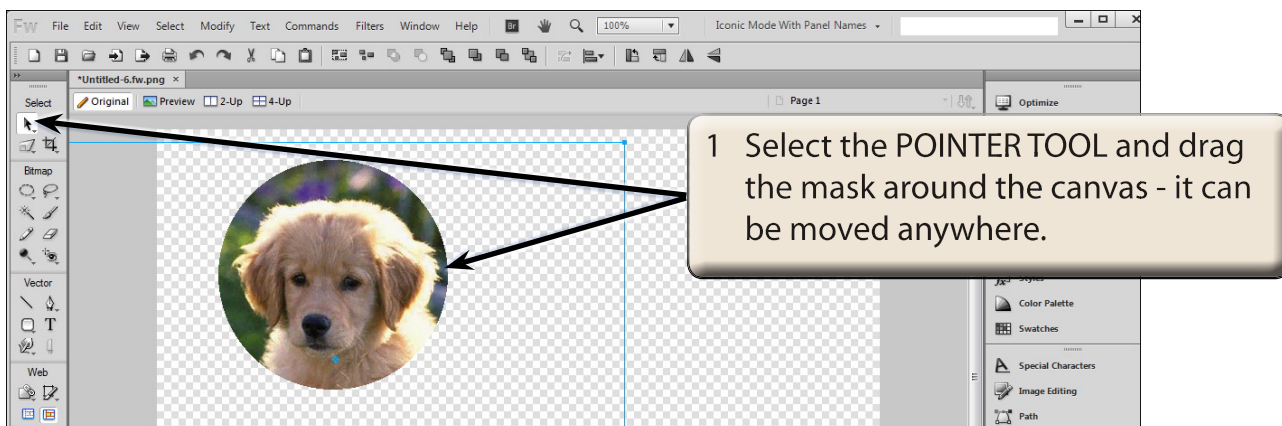 Fw File Edit View Select Modify Text Commands Filters Window Help Br 100% Iconic Mode With Panel Names
*Untitled-6.fw.png ×
Select
Original Preview 2-Up 4-Up Page 1
Optimize
1 Select the POINTER TOOL and drag
the mask around the canvas - it can
be moved anywhere.
Bitmap
Vector
Styles
Color Palette
T
Swatches
Web
A Special Characters
Image Editing
Path